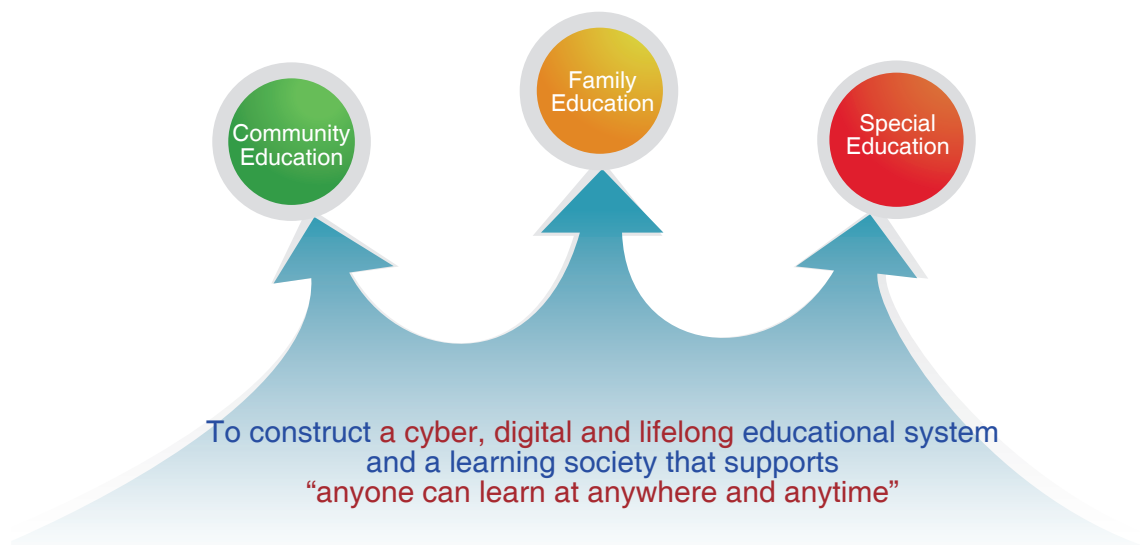 Family
Education
Community
Education
Special
Education
To construct a cyber, digital and lifelong educational system
and a learning society that supports
“anyone can learn at anywhere and anytime”